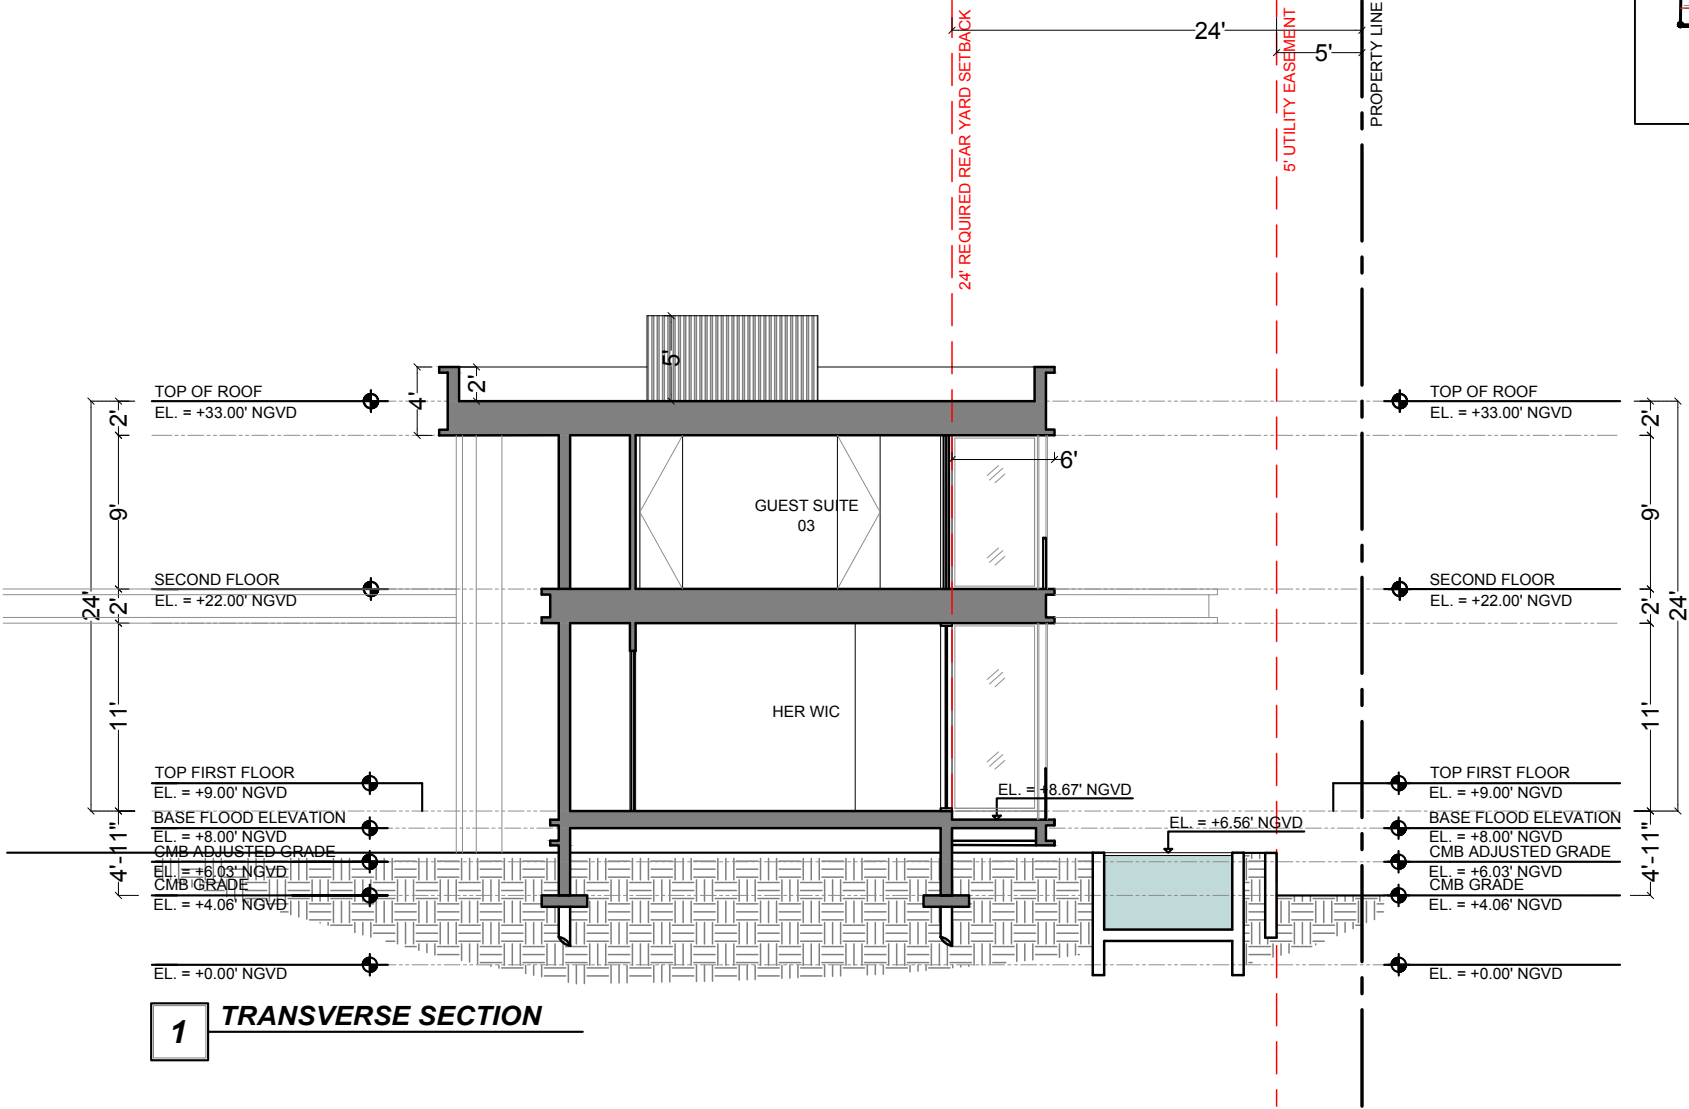 24'
5'
24' REQUIRED REAR YARD SETBACK
5' UTILITY EASEMENT
PROPERTY LINE
5'
4'
2'
TOP OF ROOF
EL. = +33.00' NGVD
TOP OF ROOF
EL. = +33.00' NGVD
2'
2'
6'
9'
GUEST SUITE
03
9'
SECOND FLOOR
EL. = +22.00' NGVD
SECOND FLOOR
EL. = +22.00' NGVD
24'
2'
2'
24'
11'
HER WIC
11'
TOP FIRST FLOOR
EL. = +9.00' NGVD
EL. = +8.67' NGVD
TOP FIRST FLOOR
EL. = +9.00' NGVD
BASE FLOOD ELEVATION
EL. = +8.00' NGVD
EL. = +6.56' NGVD
BASE FLOOD ELEVATION
EL. = +8.00' NGVD
4'-11"
CMB ADJUSTED GRADE
EL. = +6.03' NGVD
CMB ADJUSTED GRADE
EL. = +6.03' NGVD
4'-11"
CMB GRADE
EL. = +4.06' NGVD
CMB GRADE
EL. = +4.06' NGVD
EL. = +0.00' NGVD
EL. = +0.00' NGVD
1
TRANSVERSE SECTION